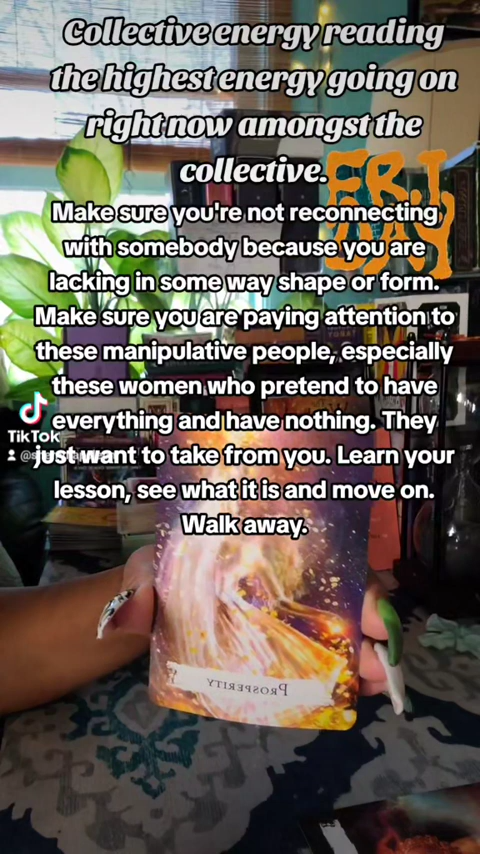 Collective energy reading
the highest energy going on
right now amongst the
collective.
FRI
DAY
Make sure you're not reconnecting
with somebody because you are
lacking in some way shape or form.
Make sure you are paying attention to
these manipulative people, especially
these women who pretend to have
everything and have nothing. They
just want to take from you. Learn your
lesson, see what it is and move on.
Walk away.
TikTok
PROSPERITY